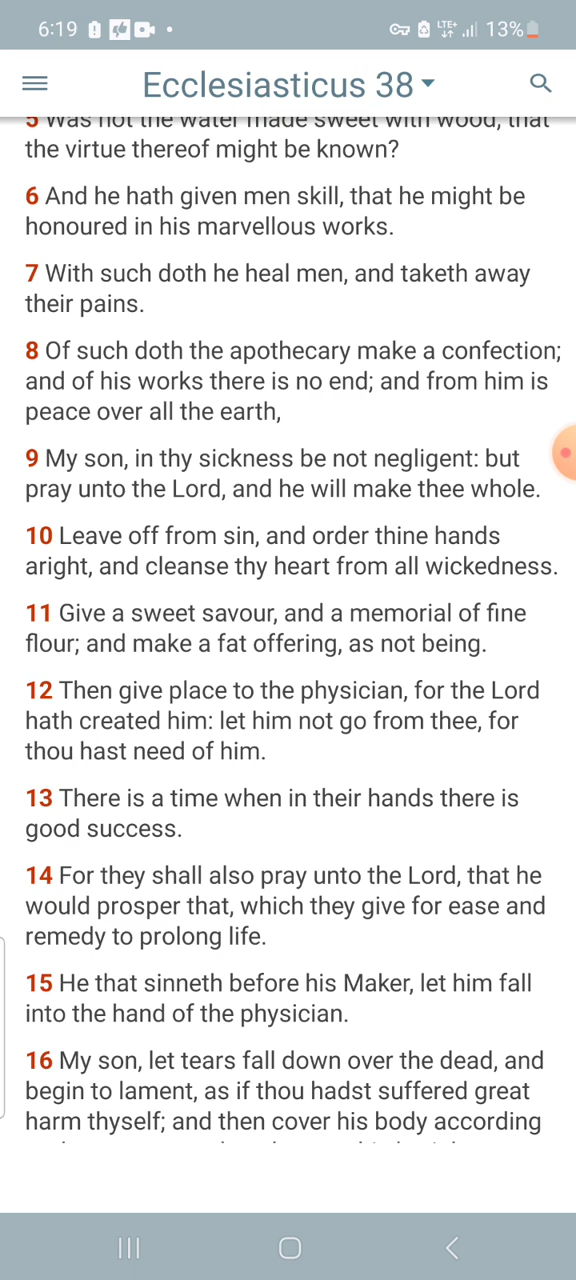 6:19
LTE+ 13%
Ecclesiasticus 38
5 Was not the water made sweet with wood, that
the virtue thereof might be known?
6 And he hath given men skill, that he might be
honoured in his marvellous works.
7 With such doth he heal men, and taketh away
their pains.
8 Of such doth the apothecary make a confection;
and of his works there is no end; and from him is
peace over all the earth,
9 My son, in thy sickness be not negligent: but
pray unto the Lord, and he will make thee whole.
10 Leave off from sin, and order thine hands
aright, and cleanse thy heart from all wickedness.
11 Give a sweet savour, and a memorial of fine
flour; and make a fat offering, as not being.
12 Then give place to the physician, for the Lord
hath created him: let him not go from thee, for
thou hast need of him.
13 There is a time when in their hands there is
good success.
14 For they shall also pray unto the Lord, that he
would prosper that, which they give for ease and
remedy to prolong life.
15 He that sinneth before his Maker, let him fall
into the hand of the physician.
16 My son, let tears fall down over the dead, and
begin to lament, as if thou hadst suffered great
harm thyself; and then cover his body according